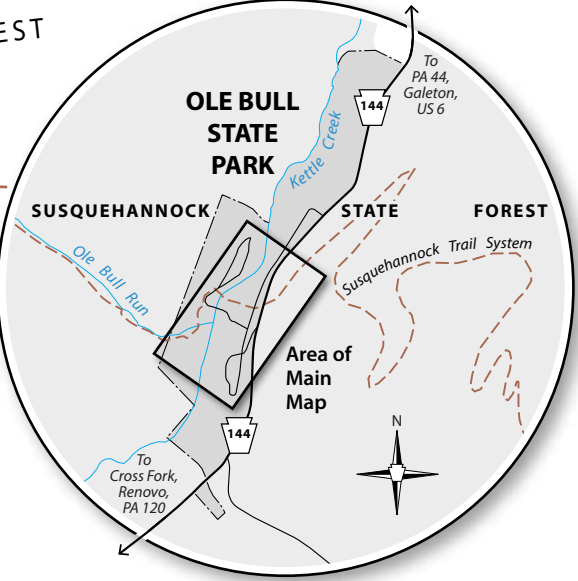 EST
To
PA 44,
Galeton,
US 6
144
OLE BULL
STATE
PARK
Kettle Creek
SUSQUEHANNOCK STATE FOREST
Ole Bull Run
Susquehannock Trail System
Area of
Main
Map
144
N
To
Cross Fork,
Renovo,
PA 120